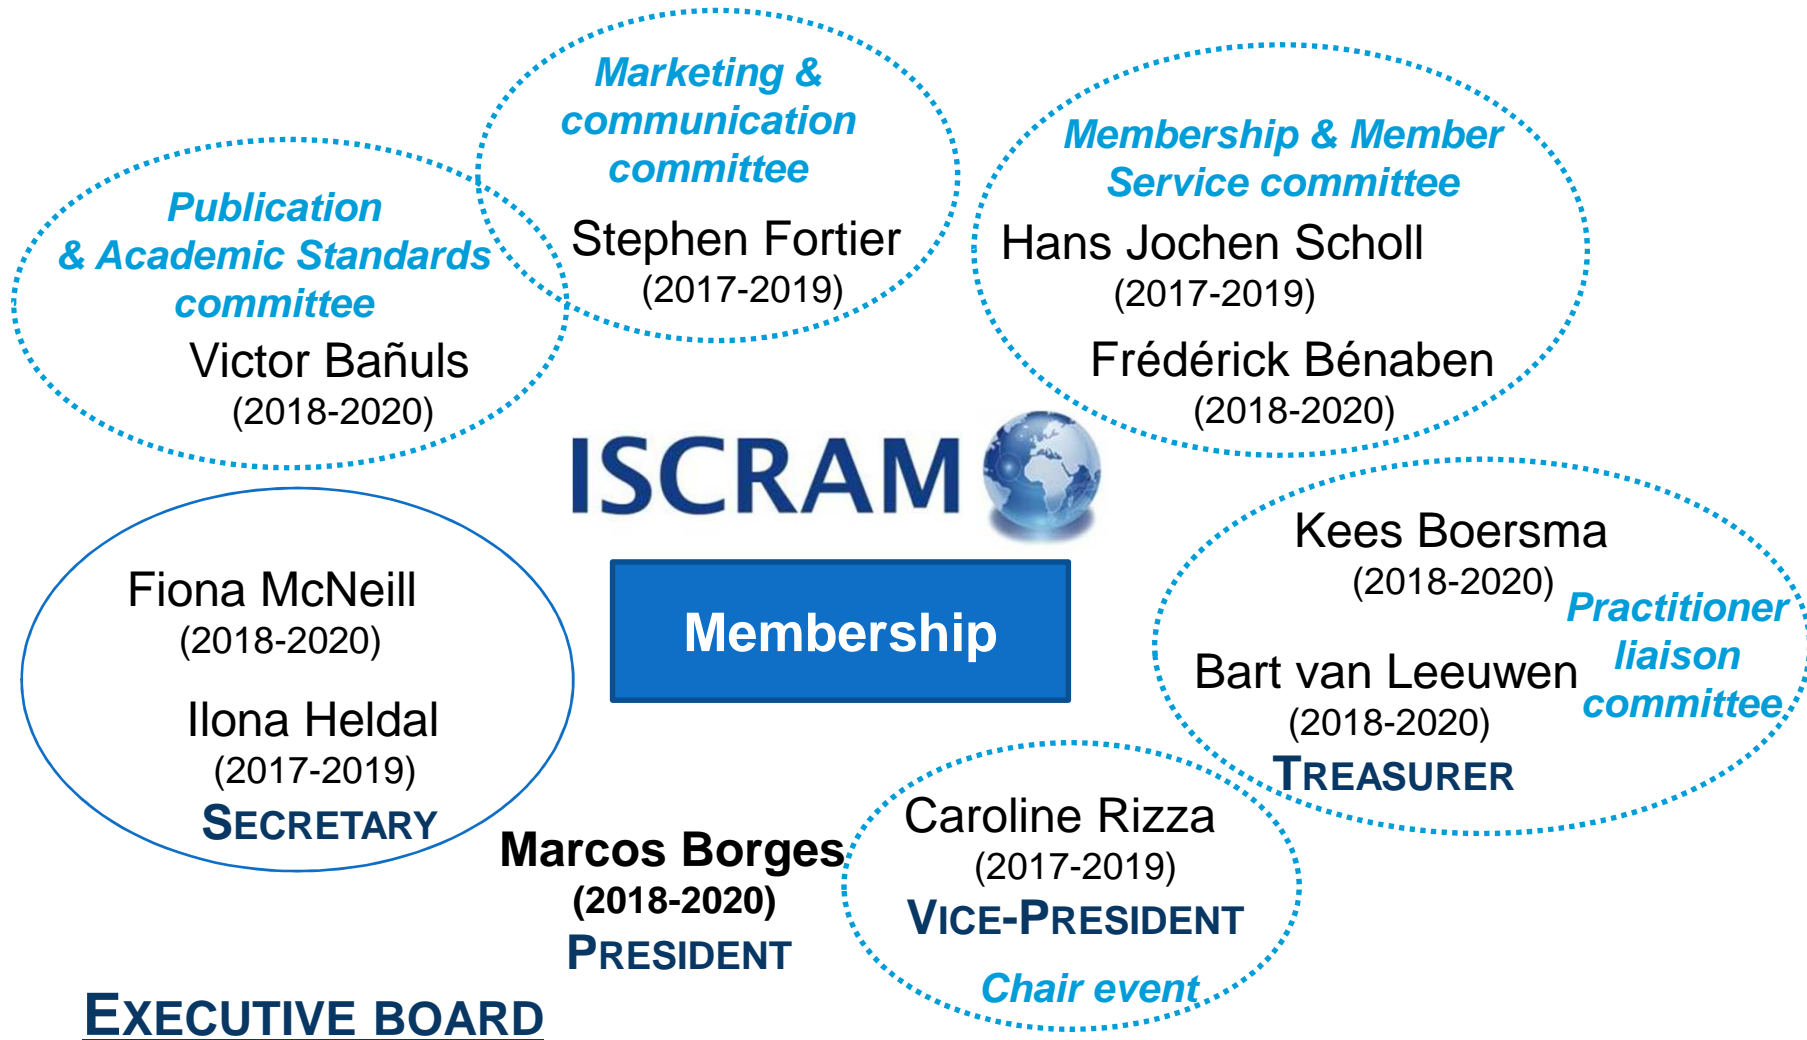 Marketing &
communication
committee
Stephen Fortier
(2017-2019)
Membership & Member
Service committee
Hans Jochen Scholl
(2017-2019)
Frédérick Bénaben
(2018-2020)
Publication
& Academic Standards
committee
Victor Bañuls
(2018-2020)
ISCRAM
Membership
Kees Boersma
(2018-2020)
Practitioner
liaison
committee
Bart van Leeuwen
(2018-2020)
TREASURER
Fiona McNeill
(2018-2020)
Ilona Heldal
(2017-2019)
SECRETARY
Marcos Borges
(2018-2020)
PRESIDENT
Caroline Rizza
(2017-2019)
VICE-PRESIDENT
Chair event
EXECUTIVE BOARD